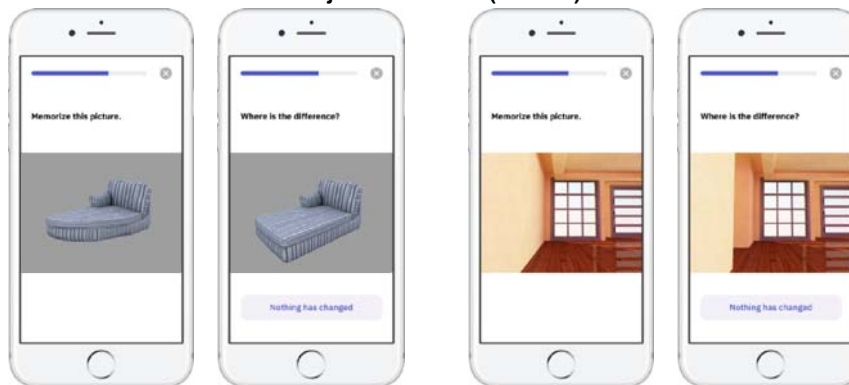 Memorize this picture.
Where is the difference?
Nothing has changed
Memorize this picture.
Where is the difference?
Nothing has changed